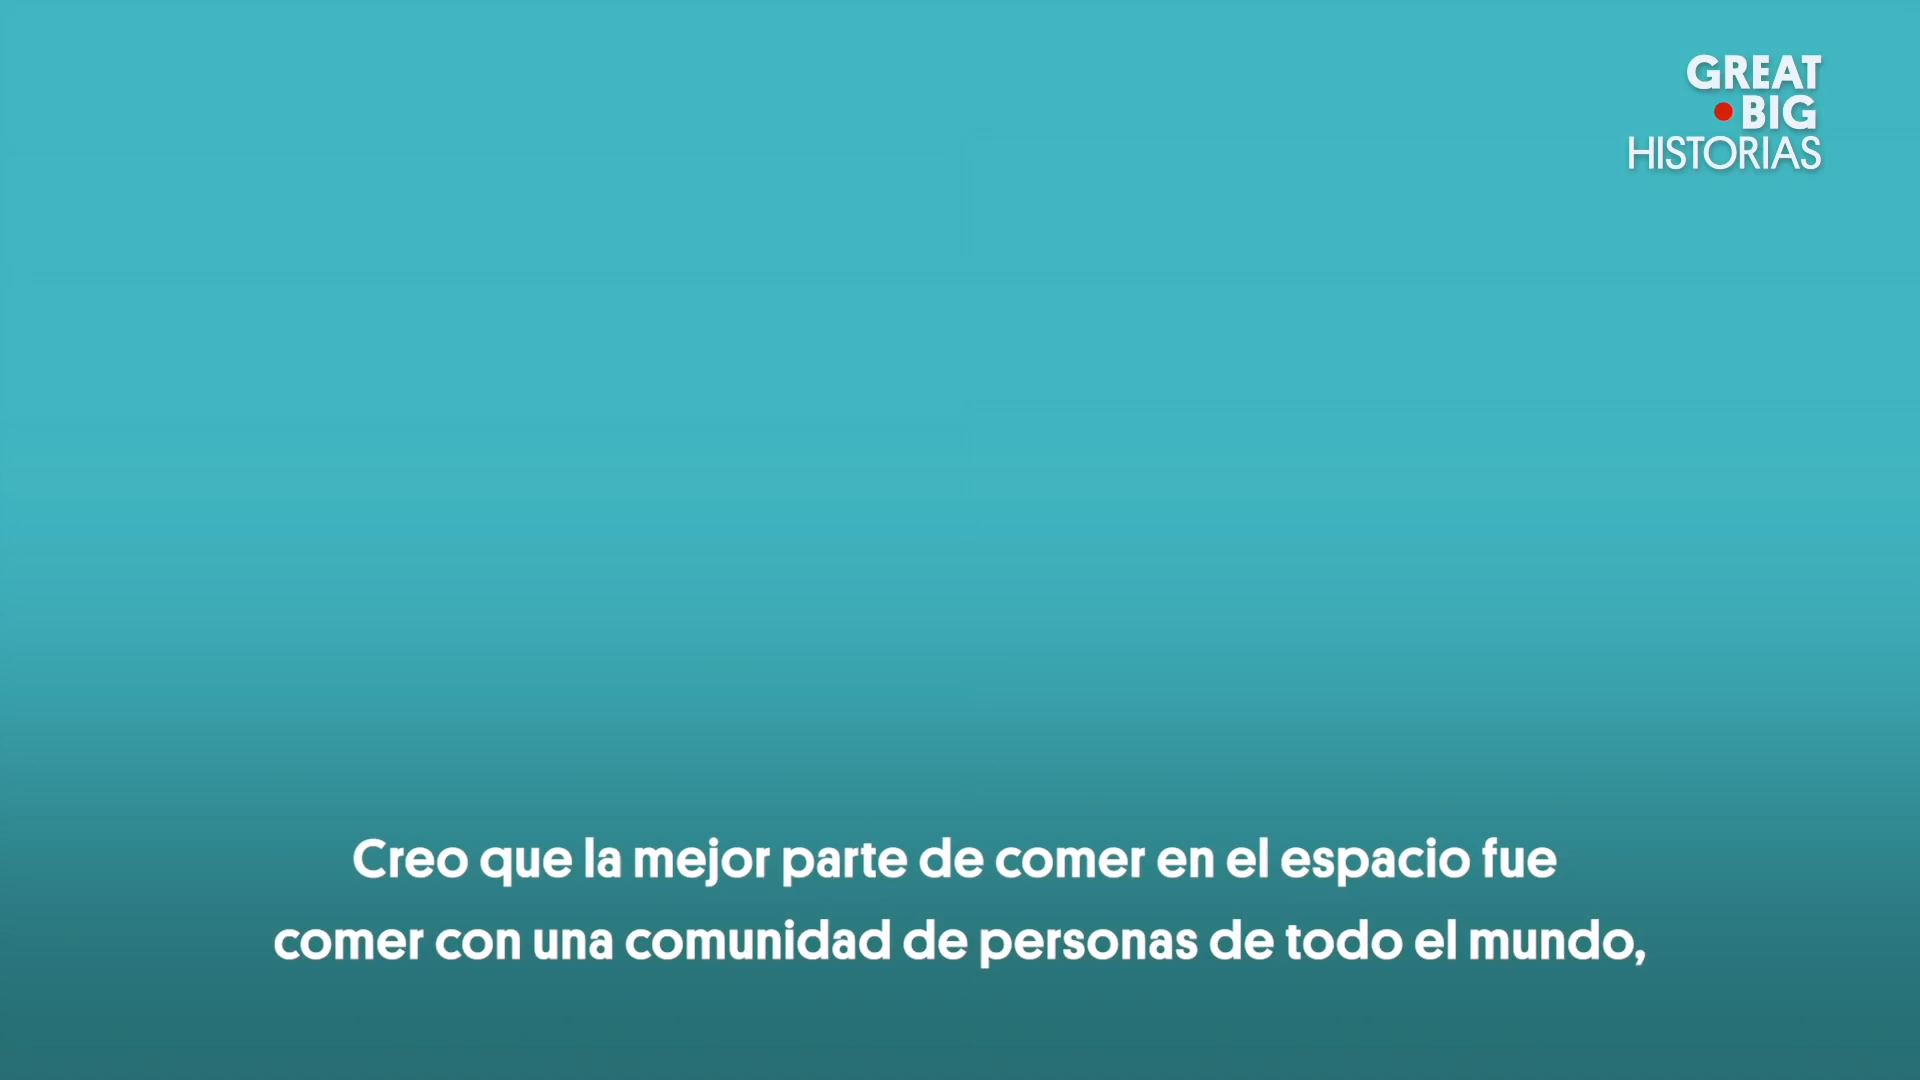 GREAT
BIG
HISTORIAS
Creo que la mejor parte de comer en el espacio fue
comer con una comunidad de personas de todo el mundo,